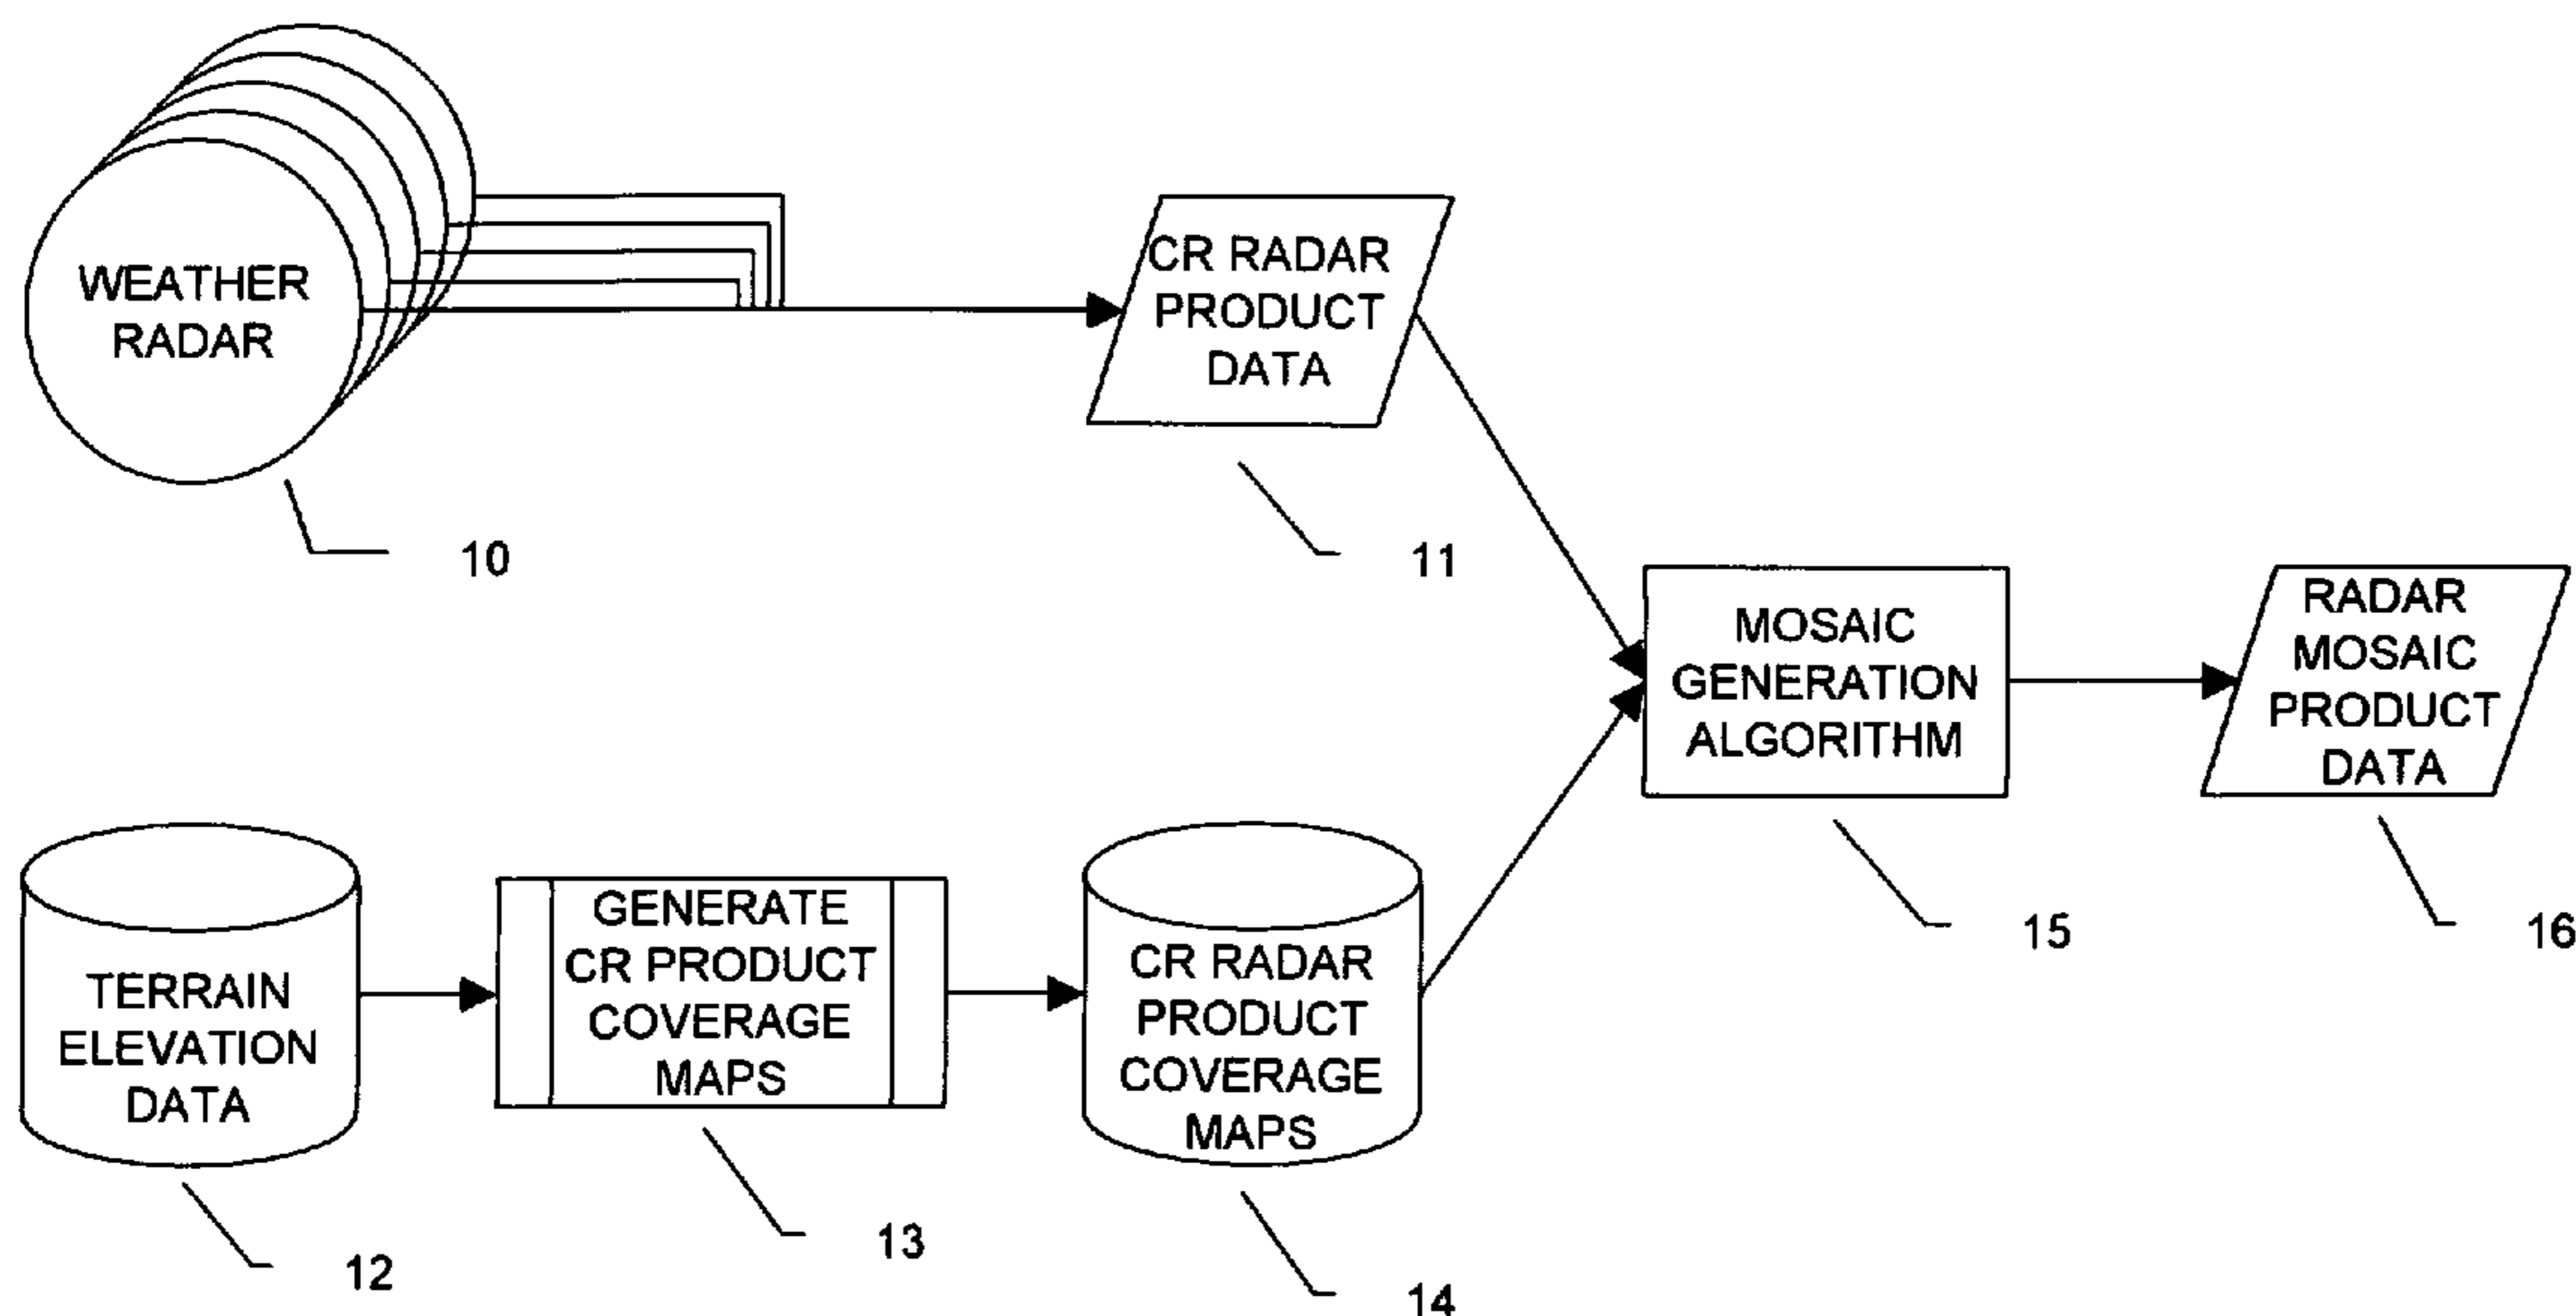 WEATHER
RADAR
10
CR RADAR
PRODUCT
DATA
11
TERRAIN
ELEVATION
DATA
12
GENERATE
CR PRODUCT
COVERAGE
MAPS
13
CR RADAR
PRODUCT
COVERAGE
MAPS
14
MOSAIC
GENERATION
ALGORITHM
15
RADAR
MOSAIC
PRODUCT
DATA
16